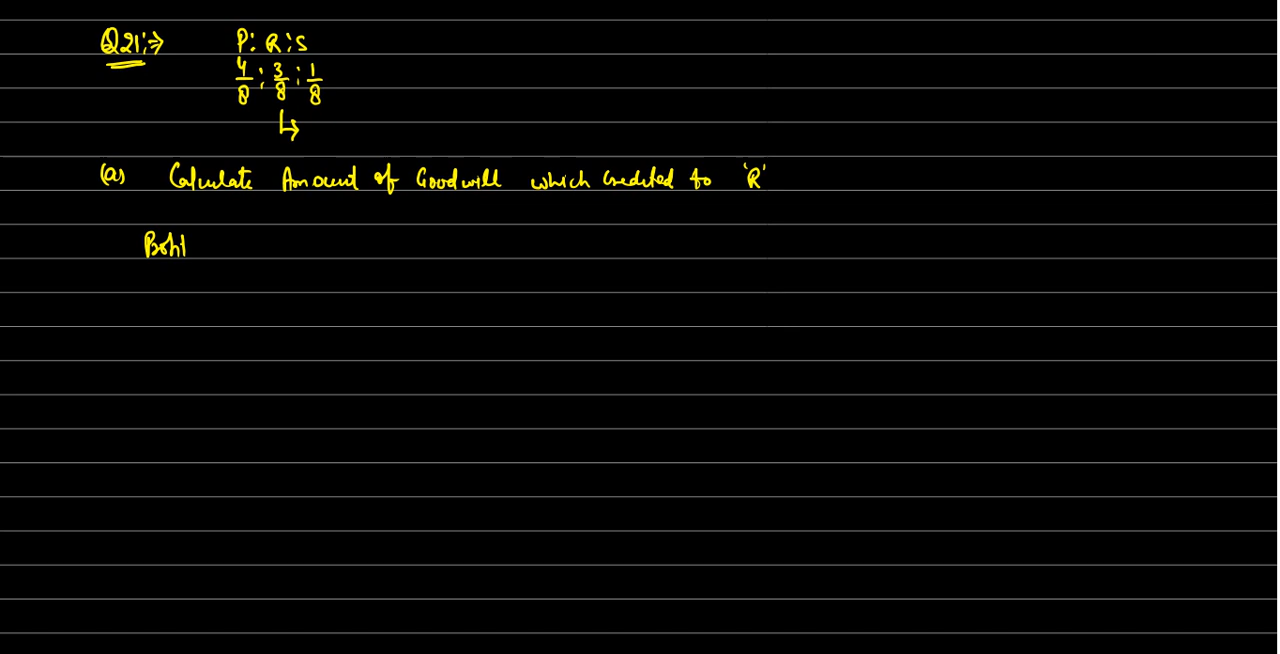 Q21:⇒ P: R: S
4/8 : 3/8 : 1/8
↳
(a) Calculate Amount of Goodwill which credited to 'R'